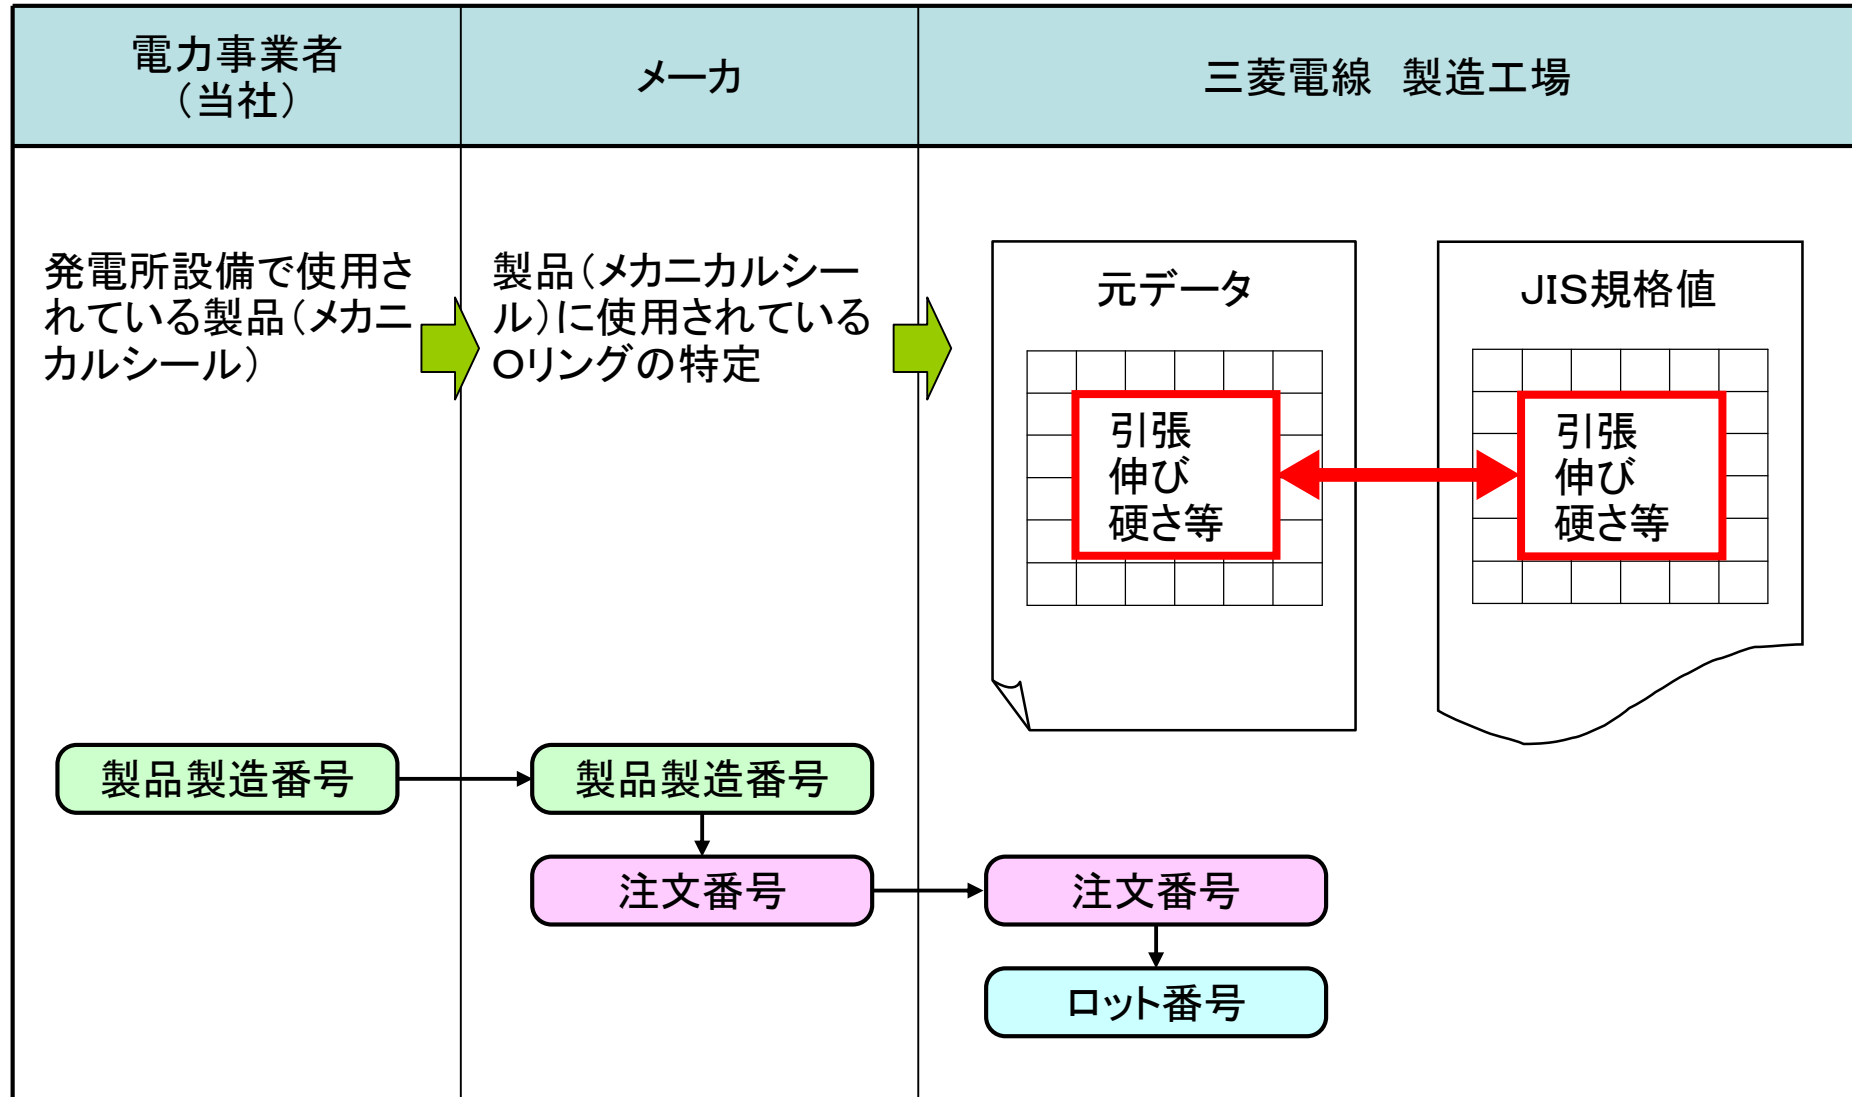 電力事業者
（当社）
メーカ
三菱電線　製造工場
発電所設備で使用さ
れている製品（メカニ
カルシール）
製品（メカニカルシー
ル）に使用されている
Oリングの特定
元データ
引張
伸び
硬さ等
JIS規格値
引張
伸び
硬さ等
製品製造番号
製品製造番号
注文番号
注文番号
ロット番号